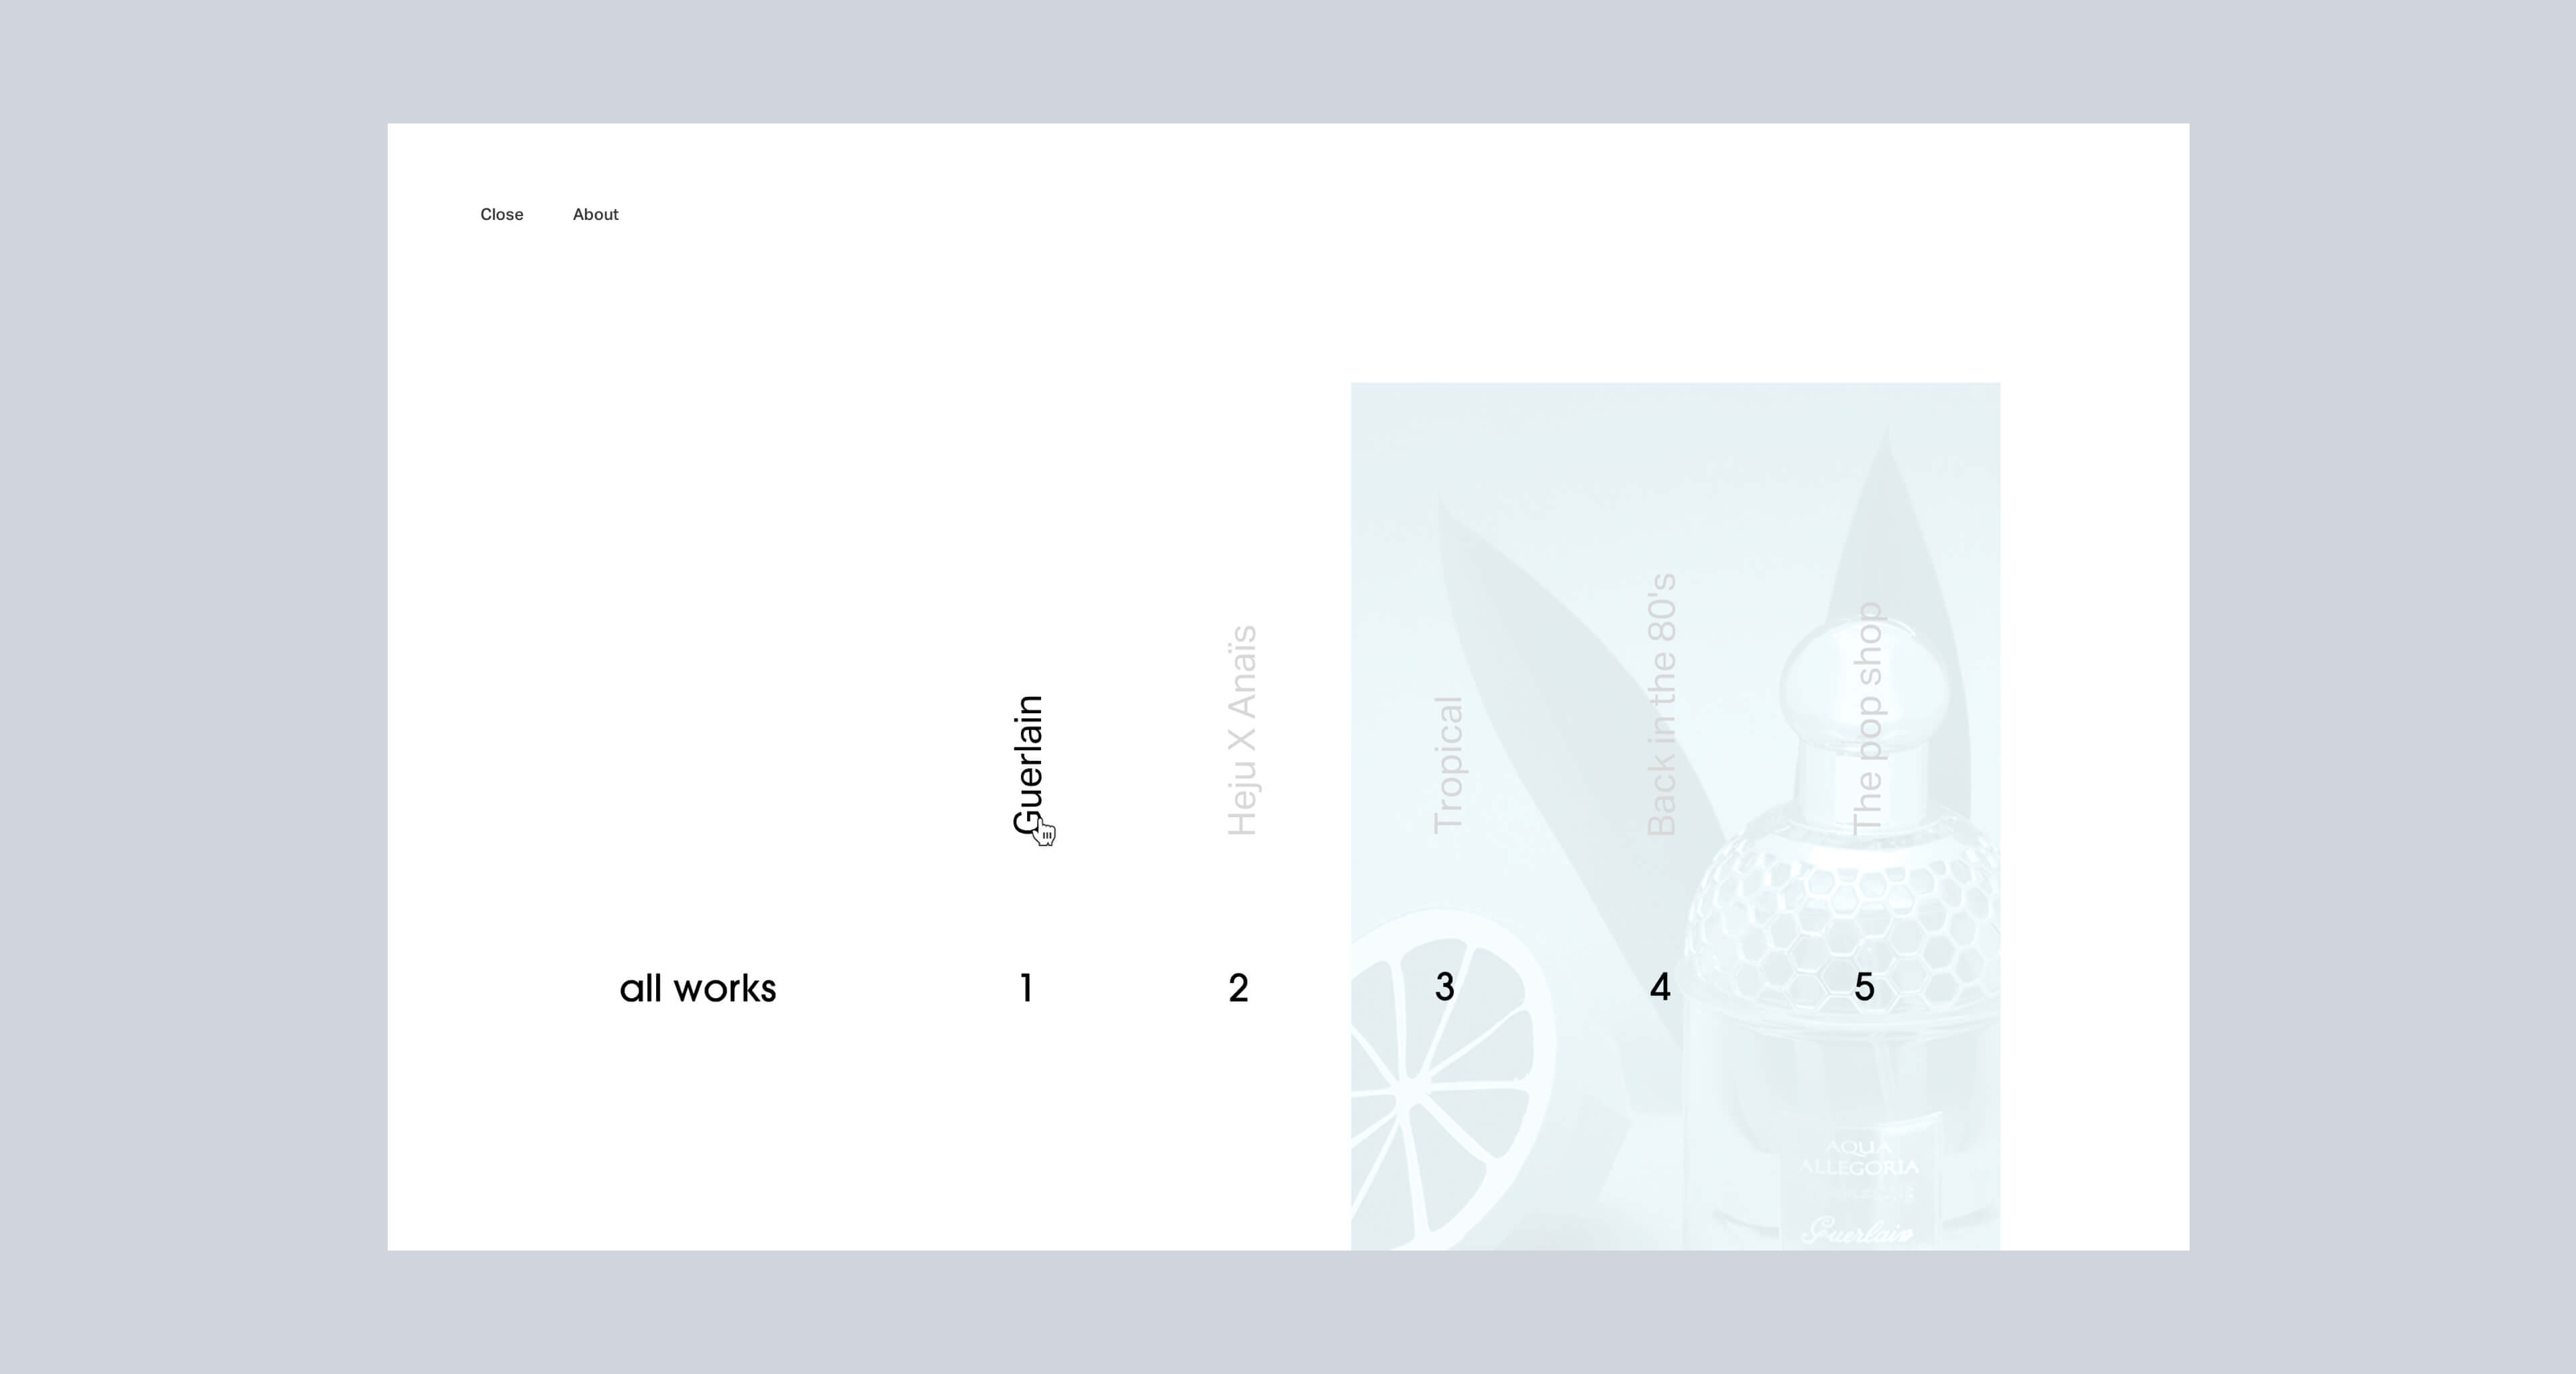 Close
About
Guerlain
Heju X Anaïs
Tropical
Back in the 80's
The pop shop
all works
1
2
3
4
5
AQUA
ALLEGORIA
Guerlain